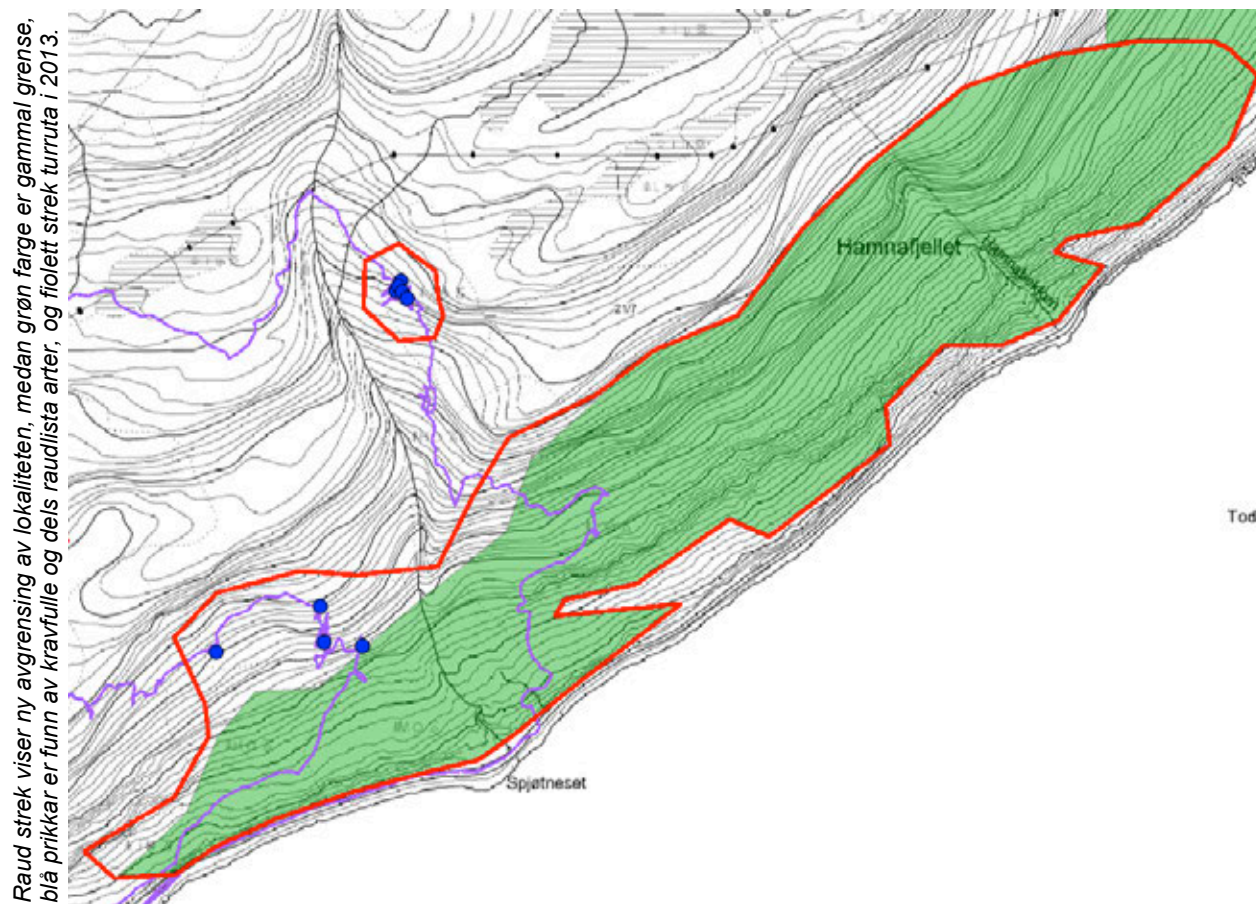 Raud strek viser ny avgrensing av lokaliteten, medan grøn farge er gammal grense,
blå prikkar er funn av kravfulle og dels raudlista arter, og fiolett strek turruta i 2013.
Hamnafjellet
Spjøtneset